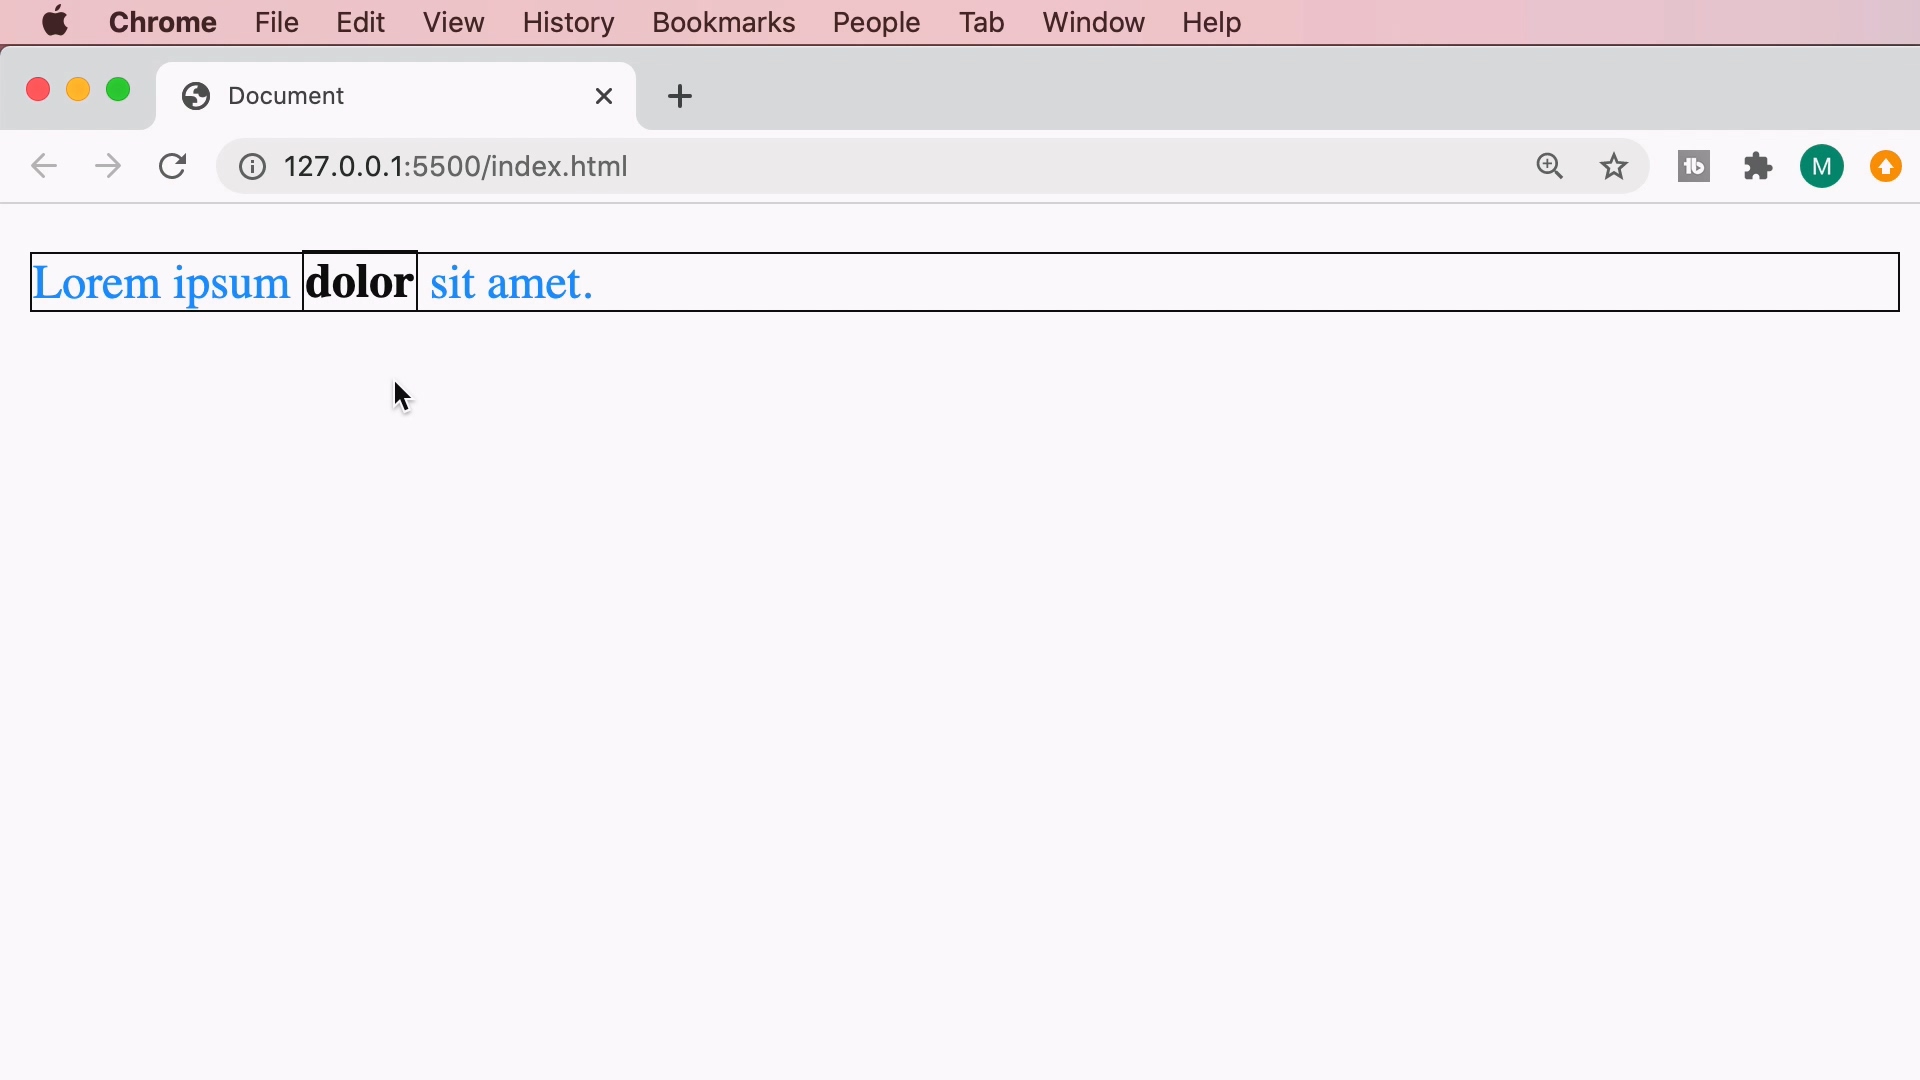 Chrome File Edit View History Bookmarks People Tab Window Help
Document
127.0.0.1:5500/index.html
M
Lorem ipsum dolor sit amet.